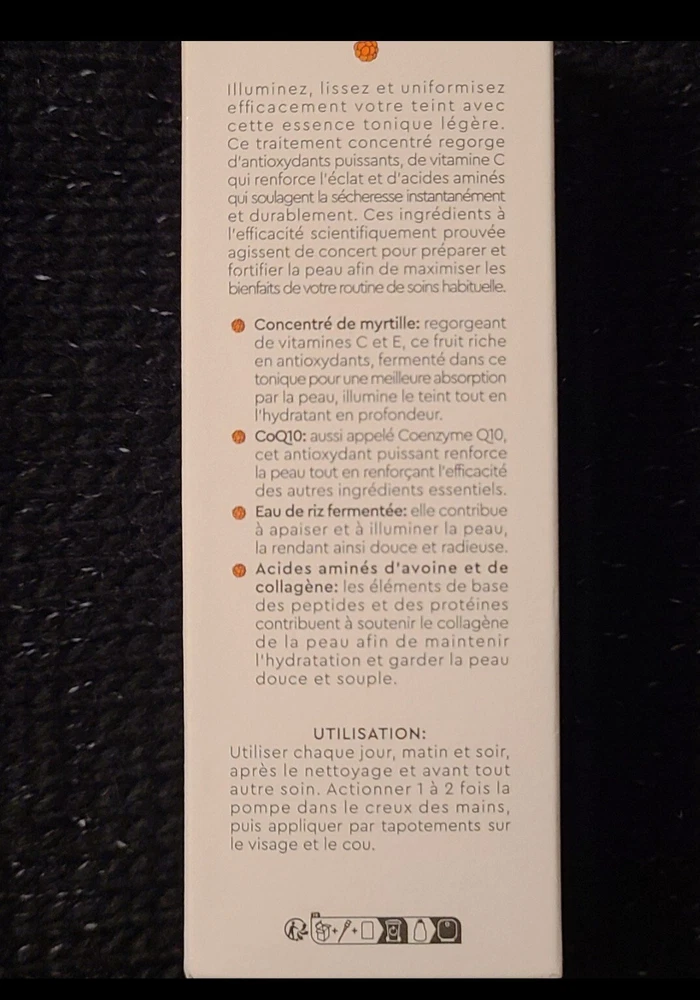 Illuminez, lissez et uniformisez
efficacement votre teint avec
cette essence tonique légère.
Ce traitement concentré regorge
d'antioxydants puissants, de vitamine C
qui renforce l'éclat et d'acides aminés
qui soulagent la sécheresse instantanément
et durablement. Ces ingrédients à
l'efficacité scientifiquement prouvée
agissent de concert pour préparer et
fortifier la peau afin de maximiser les
bienfaits de votre routine de soins habituelle.
Concentré de myrtille: regorgeant
de vitamines C et E, ce fruit riche
en antioxydants, fermenté dans ce
tonique pour une meilleure absorption
par la peau, illumine le teint tout en
l'hydratant en profondeur.
CoQ10: aussi appelé Coenzyme Q10,
cet antioxydant puissant renforce
la peau tout en renforçant l'efficacité
des autres ingrédients essentiels.
Eau de riz fermentée: elle contribue
à apaiser et à illuminer la peau,
la rendant ainsi douce et radieuse.
Acides aminés d'avoine et de
collagène: les éléments de base
des peptides et des protéines
contribuent à soutenir le collagène
de la peau afin de maintenir
l'hydratation et garder la peau
douce et souple.
UTILISATION:
Utiliser chaque jour, matin et soir,
après le nettoyage et avant tout
autre soin. Actionner 1 à 2 fois la
pompe dans le creux des mains,
puis appliquer par tapotements sur
le visage et le cou.